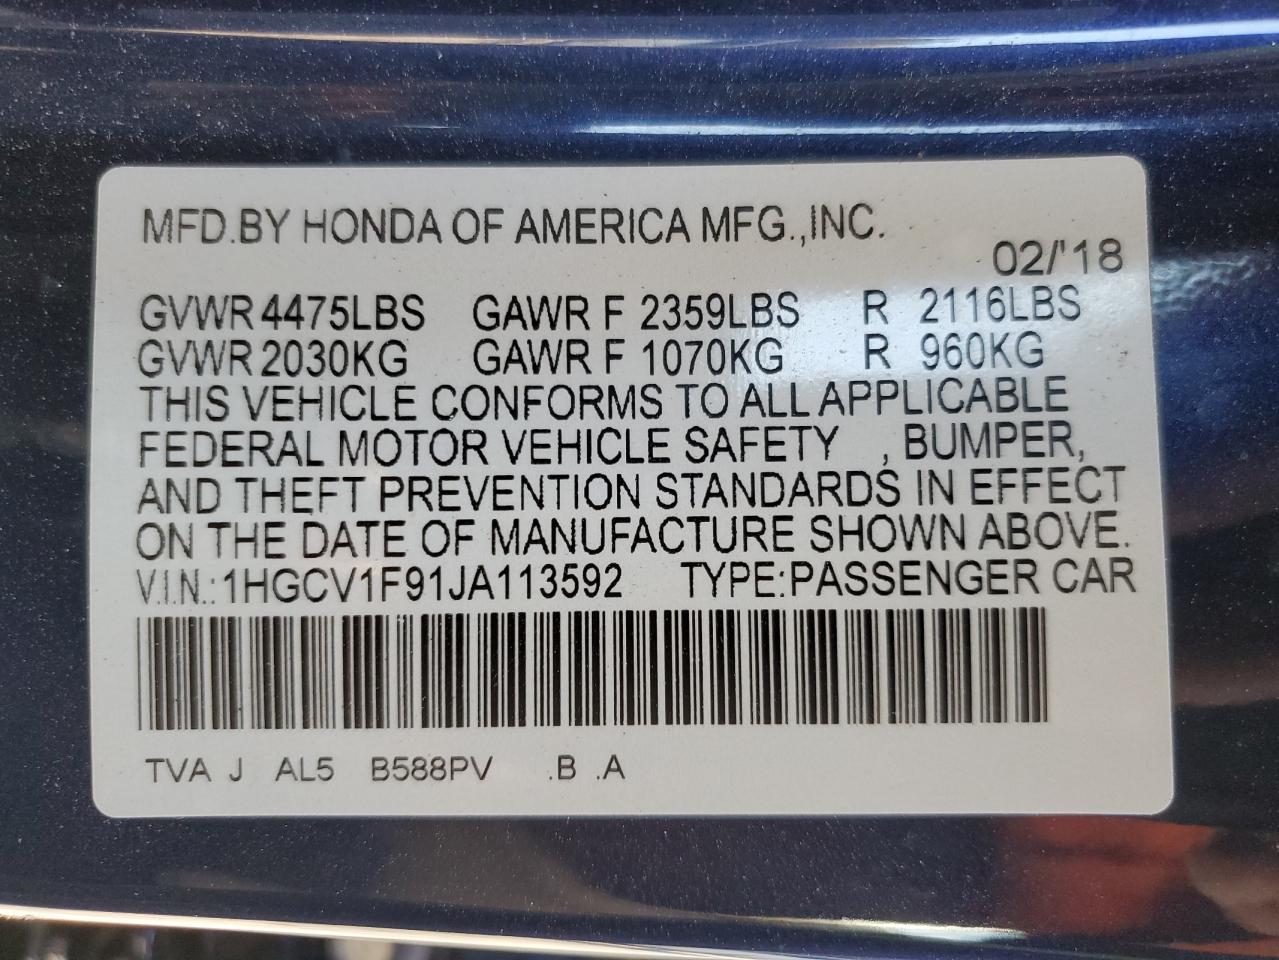 MFD.BY HONDA OF AMERICA MFG.,INC.
02/'18
GVWR 4475LBS GAWR F 2359LBS R 2116LBS
GVWR 2030KG GAWR F 1070KG R 960KG
THIS VEHICLE CONFORMS TO ALL APPLICABLE
FEDERAL MOTOR VEHICLE SAFETY , BUMPER,
AND THEFT PREVENTION STANDARDS IN EFFECT
ON THE DATE OF MANUFACTURE SHOWN ABOVE.
V.I.N.:1HGCV1F91JA113592 TYPE:PASSENGER CAR
TVA J AL5 B588PV .B .A